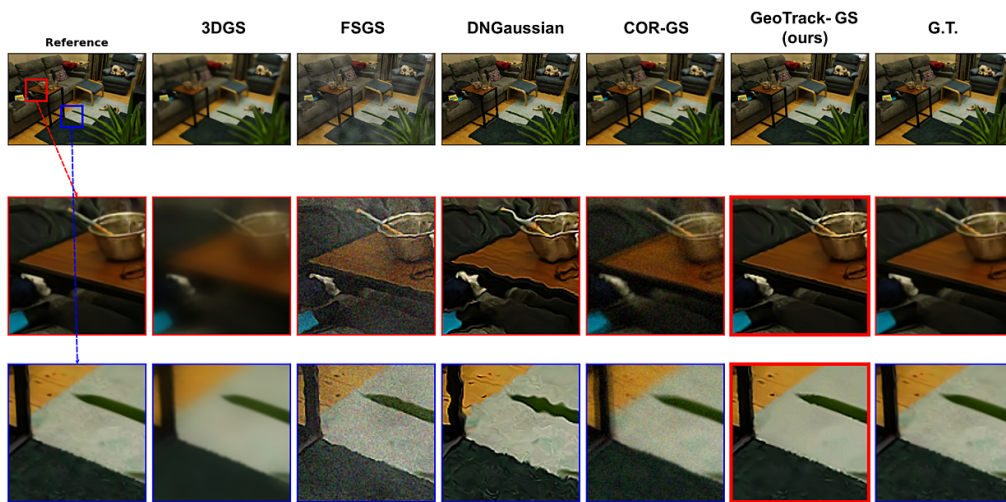 Reference
3DGS
FSGS
DNGaussian
COR-GS
GeoTrack- GS
(ours)
G.T.